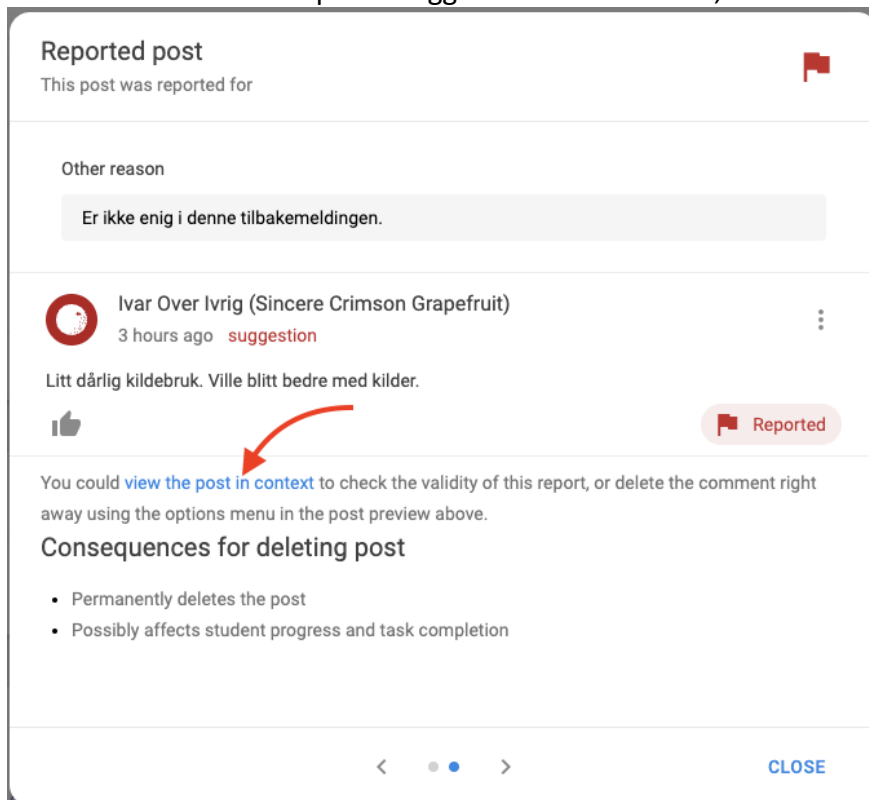 Reported post
This post was reported for
Other reason
Er ikke enig i denne tilbakemeldingen.
Ivar Over Ivrig (Sincere Crimson Grapefruit)
3 hours ago suggestion
Litt dårlig kildebruk. Ville blitt bedre med kilder.
Reported
You could view the post in context to check the validity of this report, or delete the comment right
away using the options menu in the post preview above.
Consequences for deleting post
Permanently deletes the post
Possibly affects student progress and task completion
CLOSE